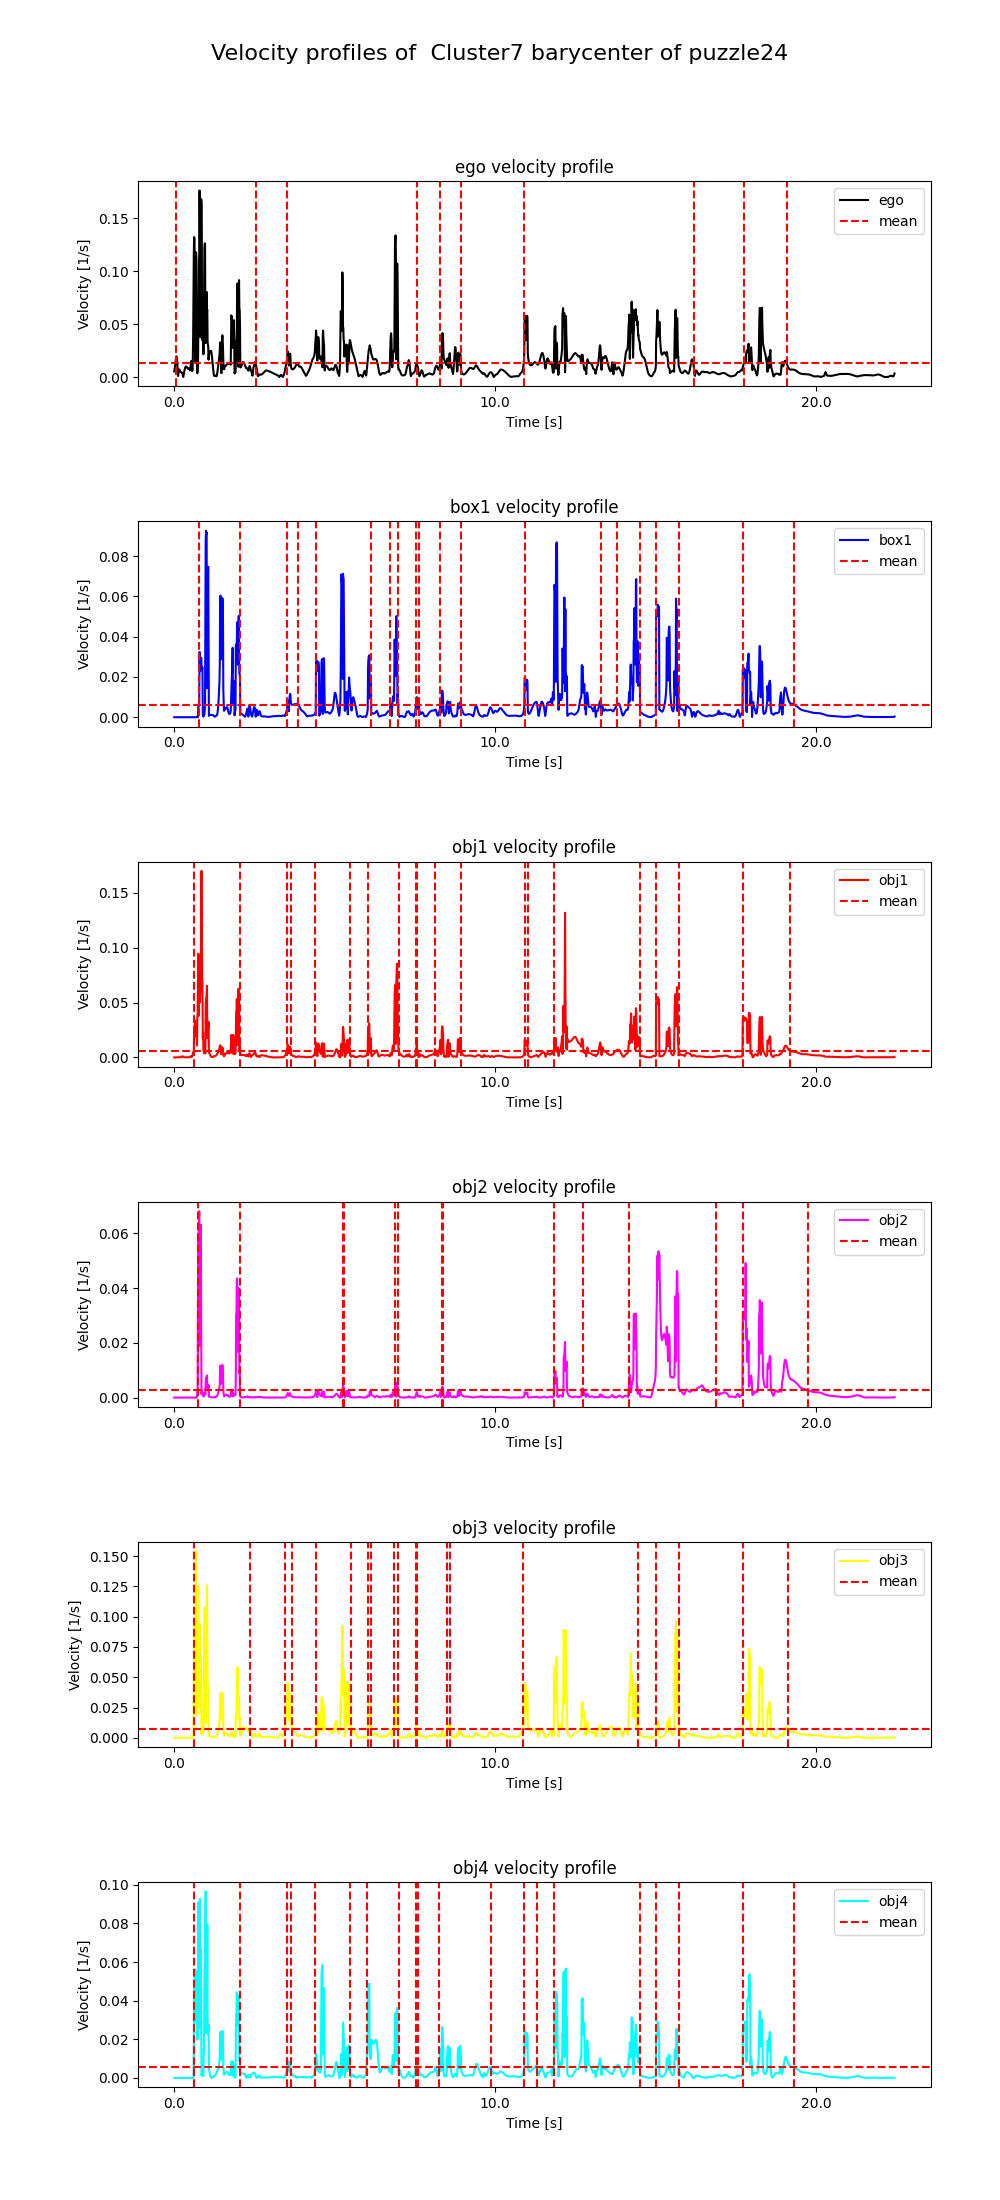 Velocity profiles of  Cluster7 barycenter of puzzle24
ego velocity profile
Velocity [1/s]
0.15
0.10
0.05
0.00
ego
mean
0.0 10.0 20.0
Time [s]
box1 velocity profile
Velocity [1/s]
0.08
0.06
0.04
0.02
0.00
box1
mean
0.0 10.0 20.0
Time [s]
obj1 velocity profile
Velocity [1/s]
0.15
0.10
0.05
0.00
obj1
mean
0.0 10.0 20.0
Time [s]
obj2 velocity profile
Velocity [1/s]
0.06
0.04
0.02
0.00
obj2
mean
0.0 10.0 20.0
Time [s]
obj3 velocity profile
Velocity [1/s]
0.150
0.125
0.100
0.075
0.050
0.025
0.000
obj3
mean
0.0 10.0 20.0
Time [s]
obj4 velocity profile
Velocity [1/s]
0.10
0.08
0.06
0.04
0.02
0.00
obj4
mean
0.0 10.0 20.0
Time [s]